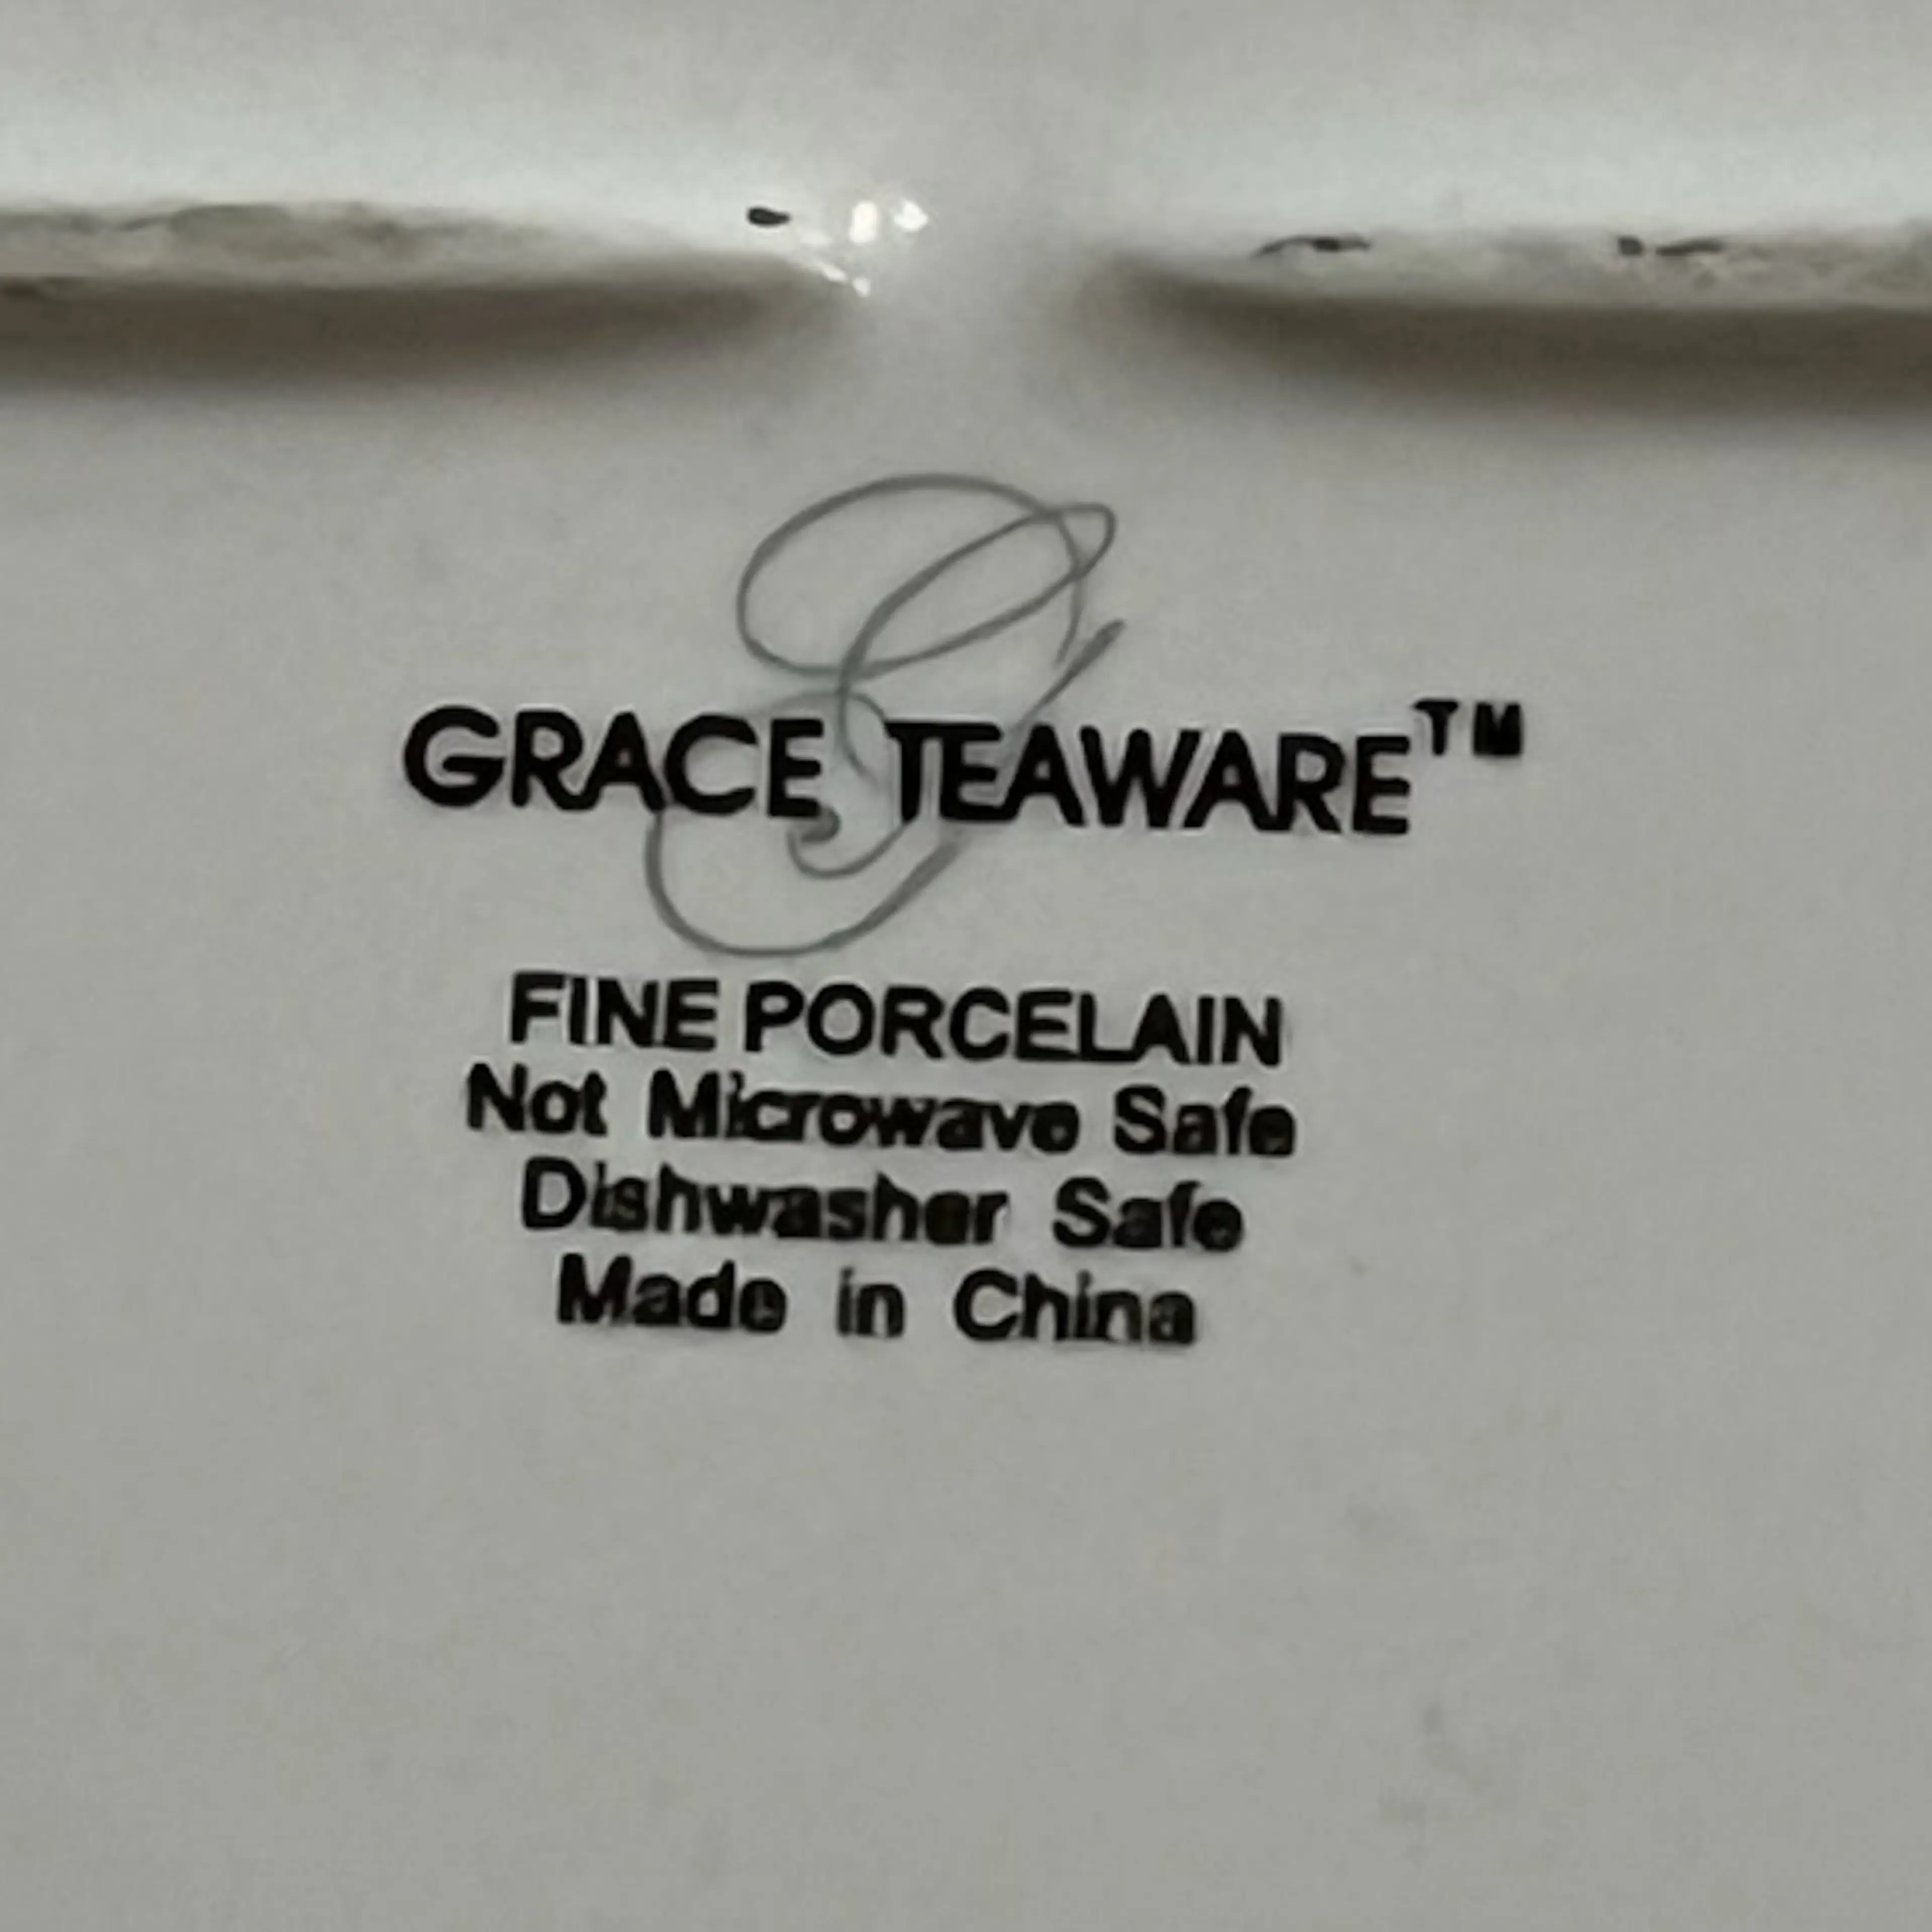 G
GRACE TEAWARE™
FINE PORCELAIN
Not Microwave Safe
Dishwasher Safe
Made in China